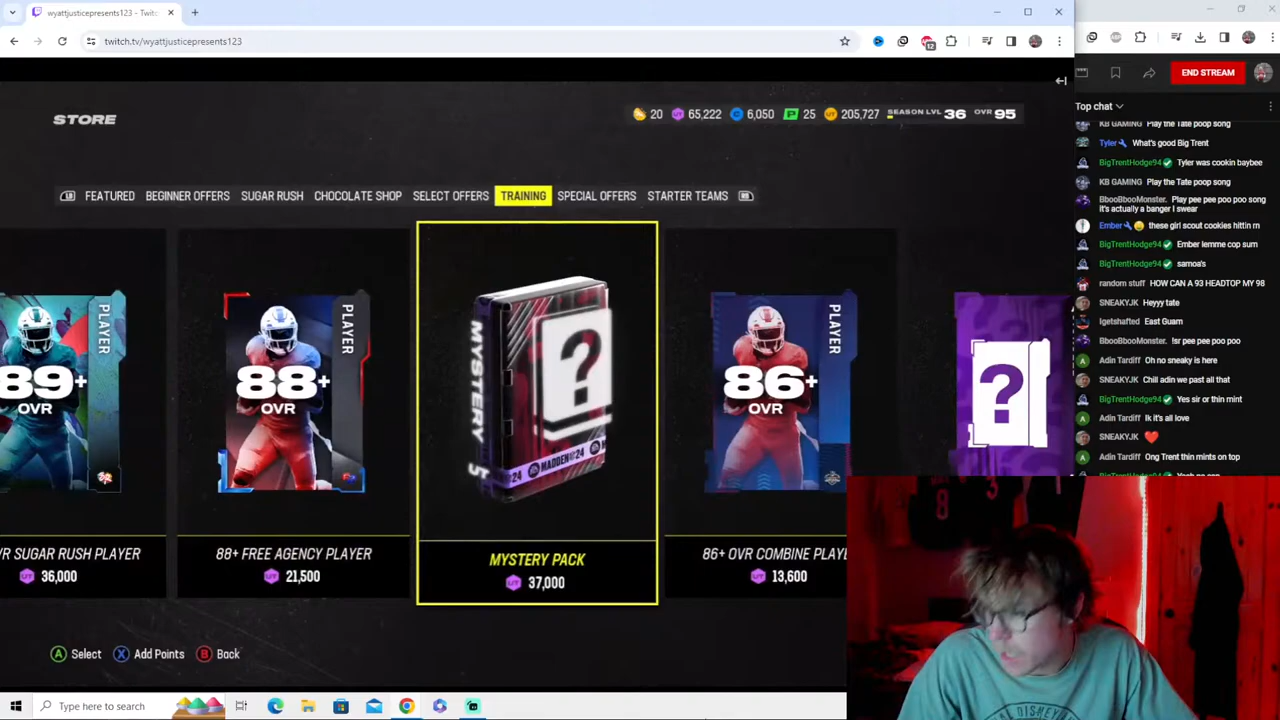 wyattjusticepresents123 - Twitc
twitch.tv/wyattjusticepresents123
12
END STREAM
STORE
20 65,222 6,050 25 205,727 SEASON LVL 36 OVR 95
FEATURED BEGINNER OFFERS SUGAR RUSH CHOCOLATE SHOP SELECT OFFERS TRAINING SPECIAL OFFERS STARTER TEAMS
PLAYER
89+
OVR
PLAYER
88+
OVR
MYSTERY
?
MADDEN 24
PLAYER
86+
OVR
?
VR SUGAR RUSH PLAYER
36,000
88+ FREE AGENCY PLAYER
21,500
MYSTERY PACK
37,000
86+ OVR COMBINE PLAYE
13,600
A Select X Add Points B Back
Top chat
KB GAMING Play the Tate poop song
Tyler What's good Big Trent
BigTrentHodge94 Tyler was cookin baybee
KB GAMING Play the Tate poop song
BbooBbooMonster. Play pee pee poo poo song
it's actually a banger I swear
Ember these girl scout cookies hittin rn
BigTrentHodge94 Ember lemme cop sum
BigTrentHodge94 samoa's
random stuff HOW CAN A 93 HEADTOP MY 98
SNEAKYJK Heyyy tate
Igetshafted East Guam
BbooBbooMonster. !sr pee pee poo poo
Adin Tardiff Oh no sneaky is here
SNEAKYJK Chill adin we past all that
BigTrentHodge94 Yes sir or thin mint
Adin Tardiff Ik it's all love
SNEAKYJK
Adin Tardiff Ong Trent thin mints on top
8 3
Type here to search